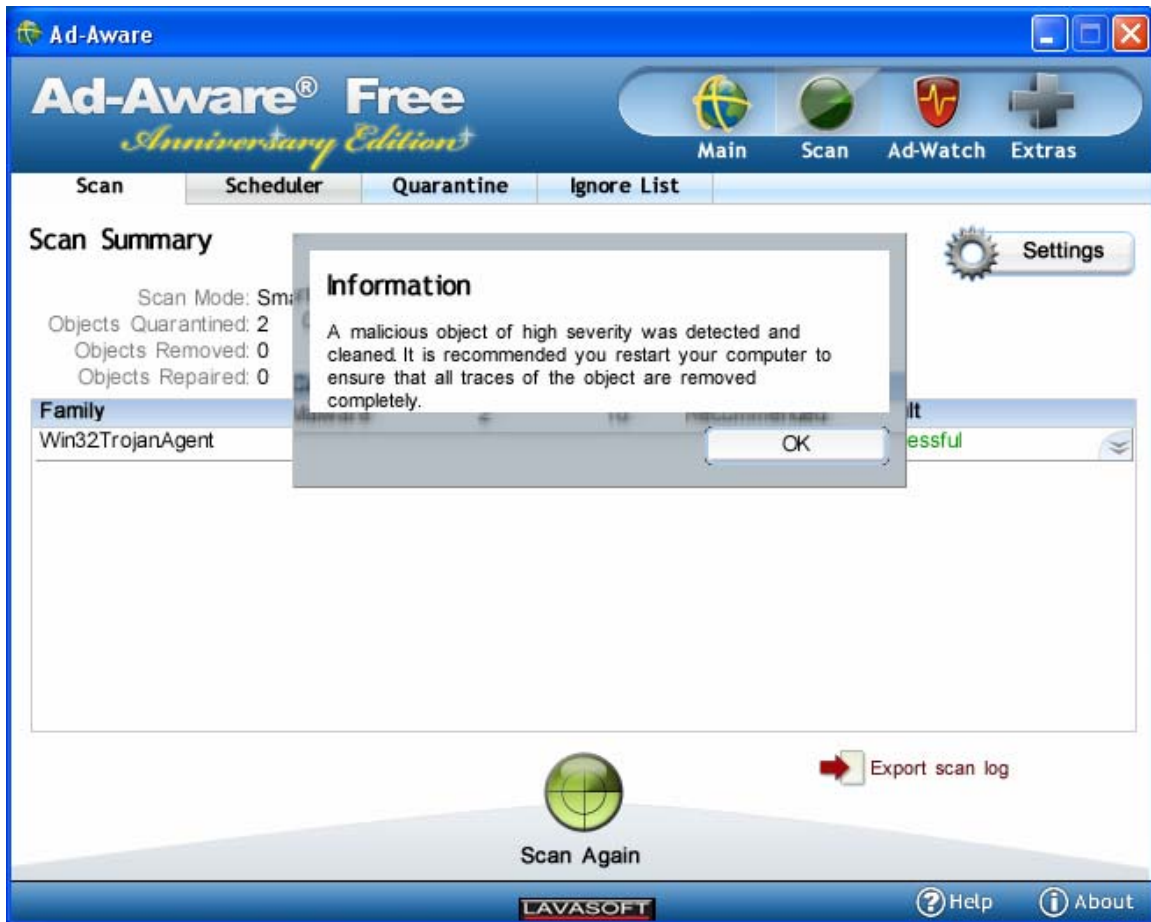 Ad-Aware
Ad-Aware® Free
Anniversary Edition
Main Scan Ad-Watch Extras
Scan Scheduler Quarantine Ignore List
Scan Summary
Settings
Scan Mode:
Objects Quarantined: 2
Objects Removed: 0
Objects Repaired: 0
Information
A malicious object of high severity was detected and
cleaned. It is recommended you restart your computer to
ensure that all traces of the object are removed
completely.
OK
Family
Win32TrojanAgent
Export scan log
Scan Again
LAVASOFT
Help About